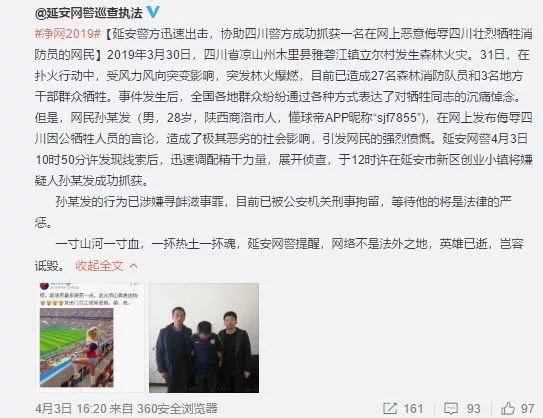 @延安网警巡查执法
#净网2019#【延安警方迅速出击，协助四川警方成功抓获一名在网上恶意侮辱四川壮烈牺牲
消防员的网民】2019年3月30日，四川省凉山州木里县雅砻江镇立尔村发生森林火灾。31日，在
扑火行动中，受风力风向突变影响，突发林火爆燃，目前已造成27名森林消防队员和3名地方
干部群众牺牲。事件发生后，全国各地群众纷纷通过各种方式表达了对牺牲同志的沉痛悼念。
但是，网民孙某发（男，28岁，陕西商洛市人，懂球帝APP昵称“sjf7855”），在网上发布侮辱四
川因公牺牲人员的言论，造成了极其恶劣的社会影响，引发网民的强烈愤慨。延安网警4月3日
10时50分许发现线索后，迅速调配精干力量，展开侦查，于12时许在延安市新区创业小镇将嫌
疑人孙某发成功抓获。
孙某发的行为已涉嫌寻衅滋事罪，目前已被公安机关刑事拘留，等待他的将是法律的严
惩。
一寸山河一寸血，一抔热土一抔魂，延安网警提醒，网络不是法外之地，英雄已逝，岂容
诋毁。 收起全文
4月3日 16:20 来自 360安全浏览器
161
93
97